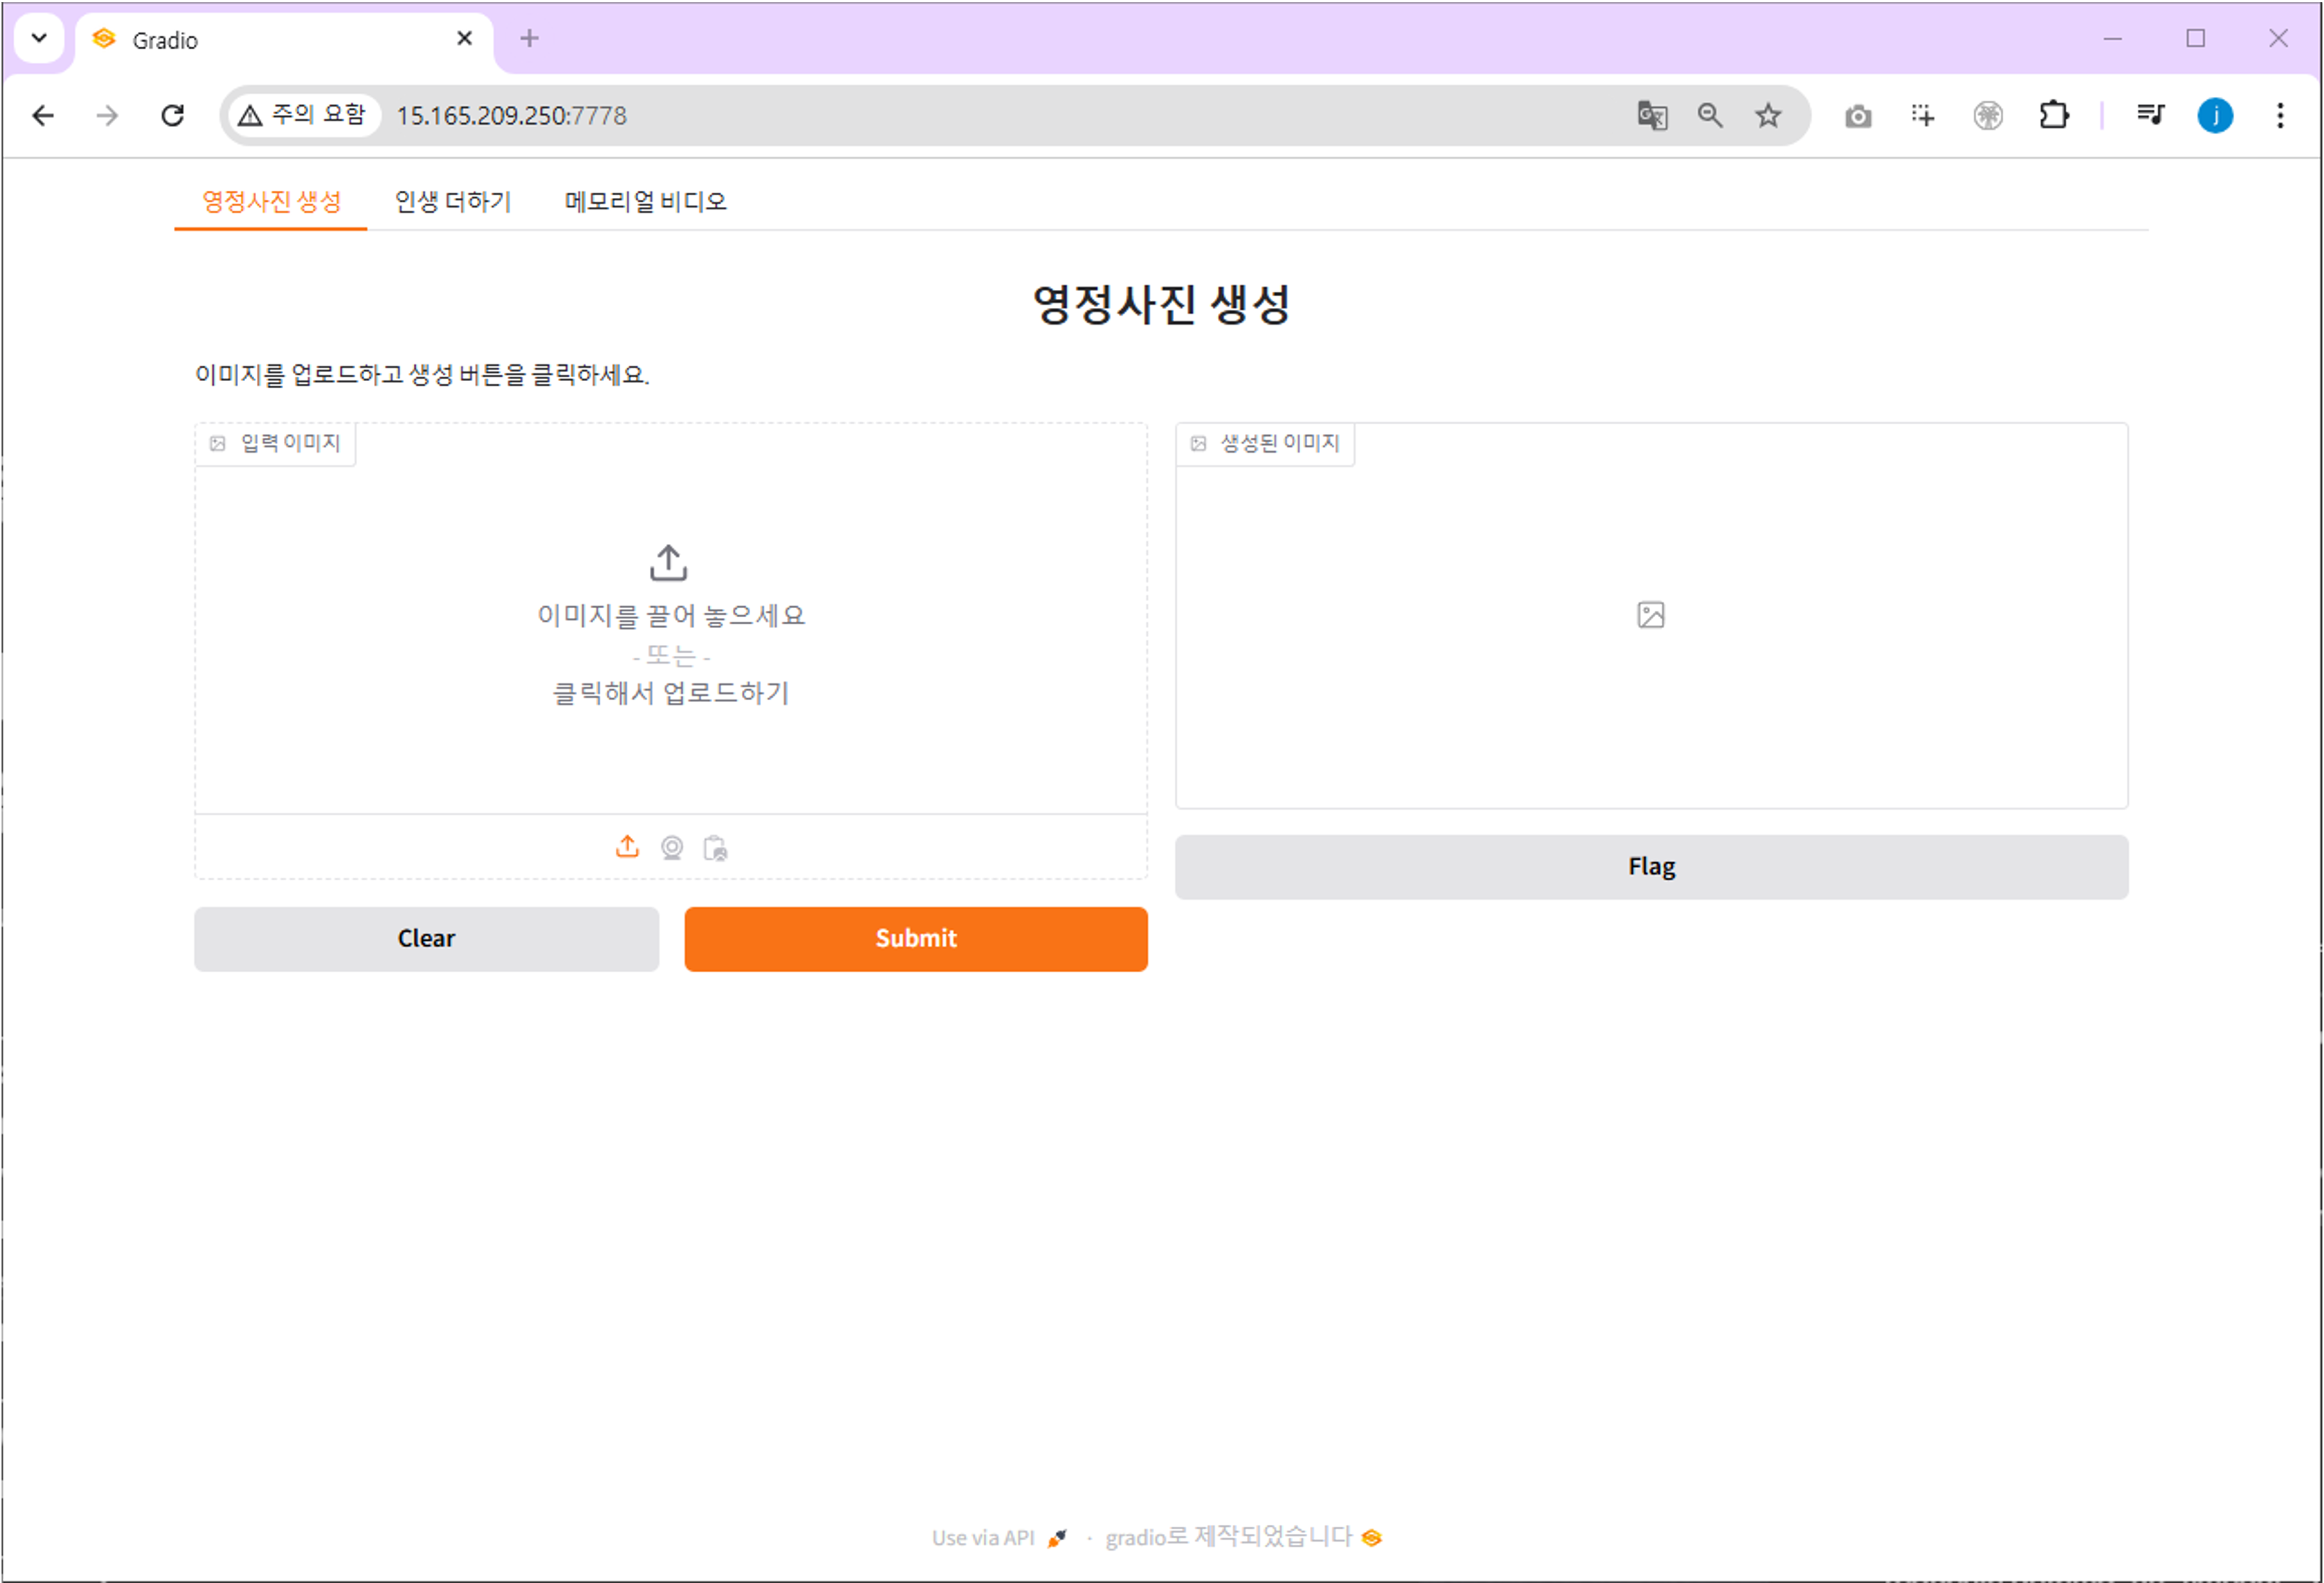 Gradio
주의 요함
15.165.209.250:7778
j
영정사진 생성
인생 더하기
메모리얼 비디오
영정사진 생성
이미지를 업로드하고 생성 버튼을 클릭하세요.
입력 이미지
이미지를 끌어 놓으세요
- 또는 -
클릭해서 업로드하기
Clear
Submit
생성된 이미지
Flag
Use via API · gradio로 제작되었습니다